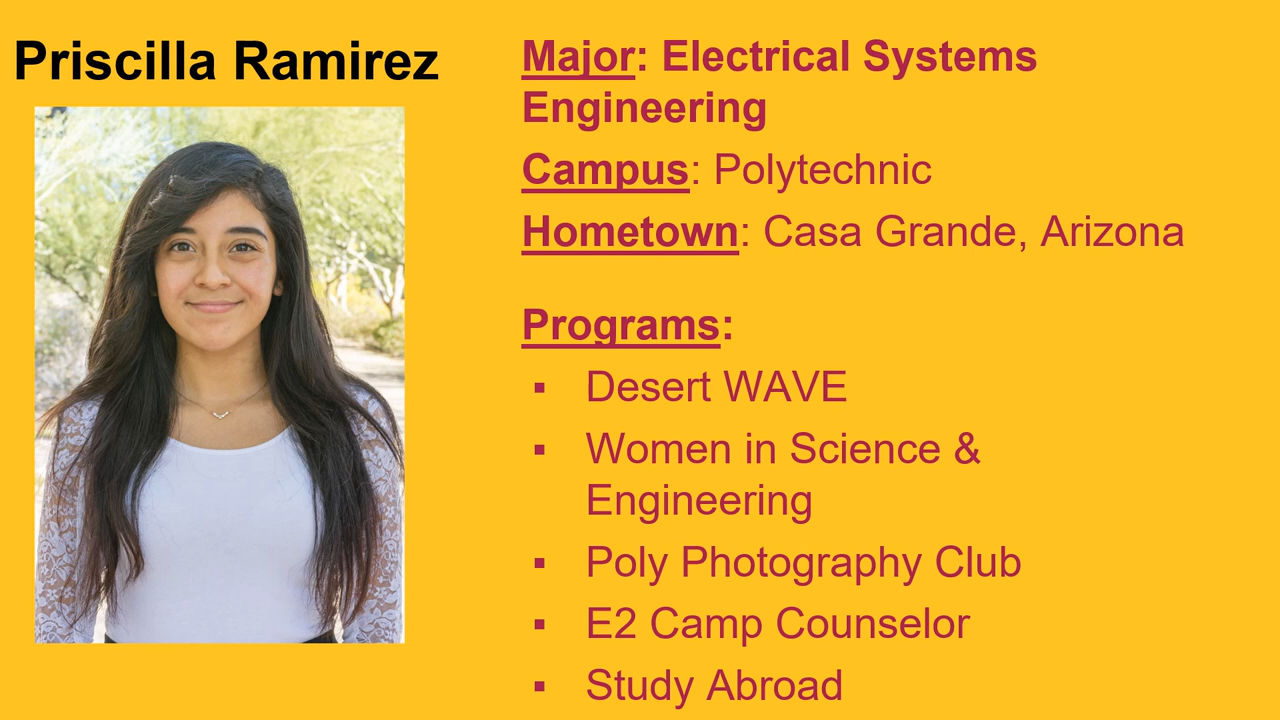 Priscilla Ramirez
Major: Electrical Systems
Engineering
Campus: Polytechnic
Hometown: Casa Grande, Arizona
Programs:
▪ Desert WAVE
▪ Women in Science &
Engineering
▪ Poly Photography Club
▪ E2 Camp Counselor
▪ Study Abroad